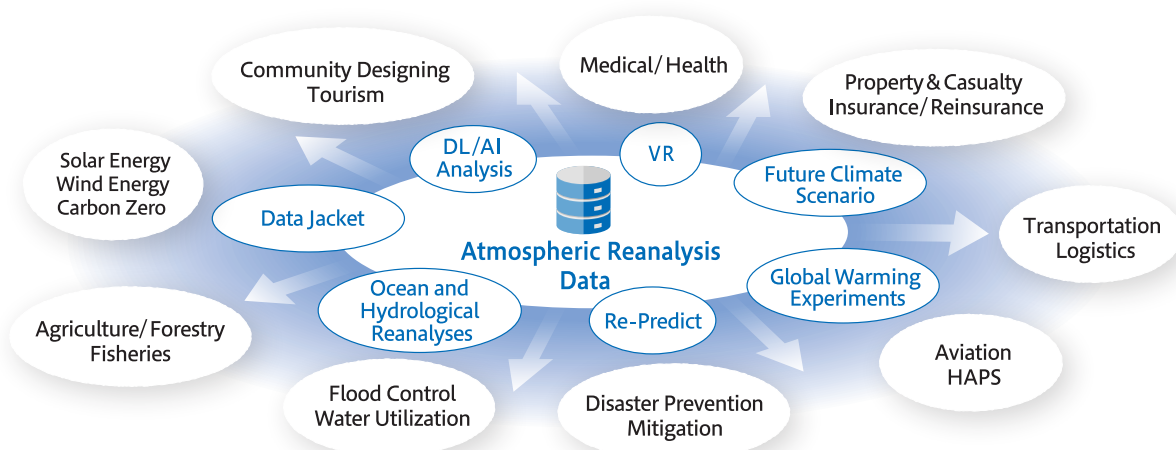 Community Designing
Tourism
Medical/Health
Property&Casualty
Insurance/Reinsurance
Solar Energy
Wind Energy
Carbon Zero
DL/AI
Analysis
VR
Future Climate
Scenario
Data Jacket
Transportation
Logistics
Atmospheric Reanalysis
Data
Ocean and
Hydrological
Reanalyses
Re-Predict
Global Warming
Experiments
Agriculture/Forestry
Fisheries
Flood Control
Water Utilization
Disaster Prevention
Mitigation
Aviation
HAPS